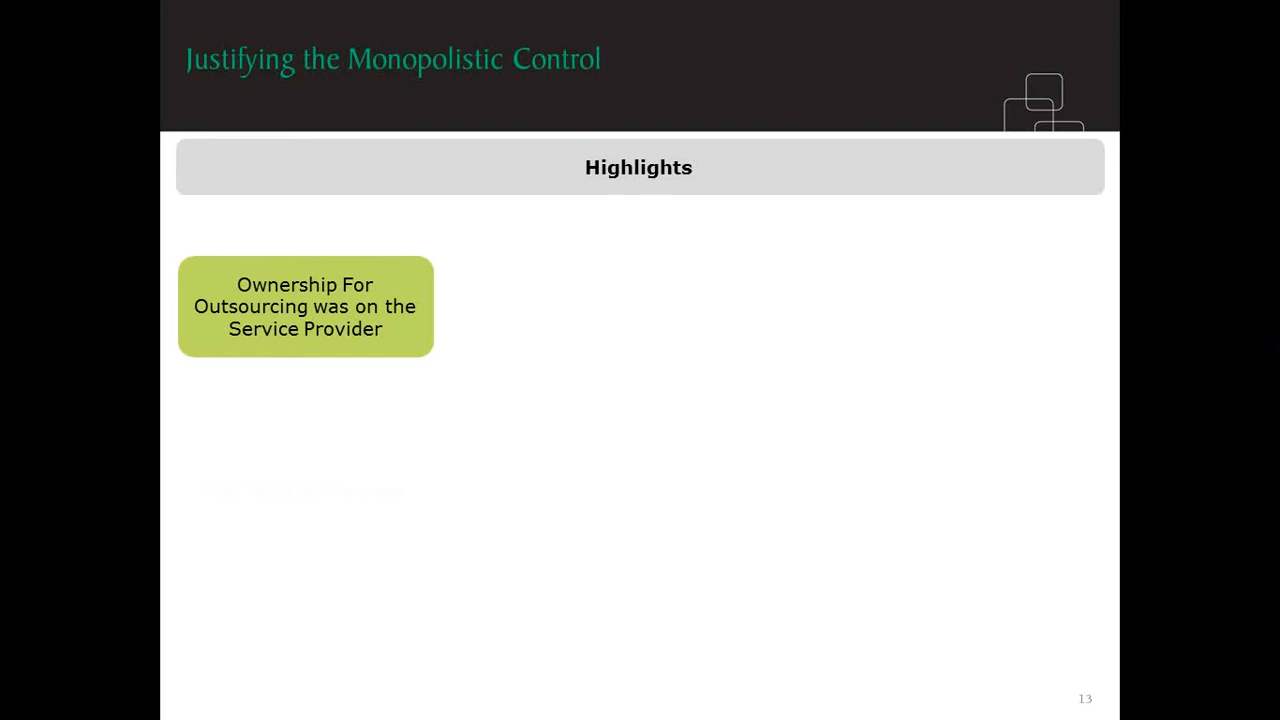 Justifying the Monopolistic Control
Highlights
Ownership For
Outsourcing was on the
Service Provider
13